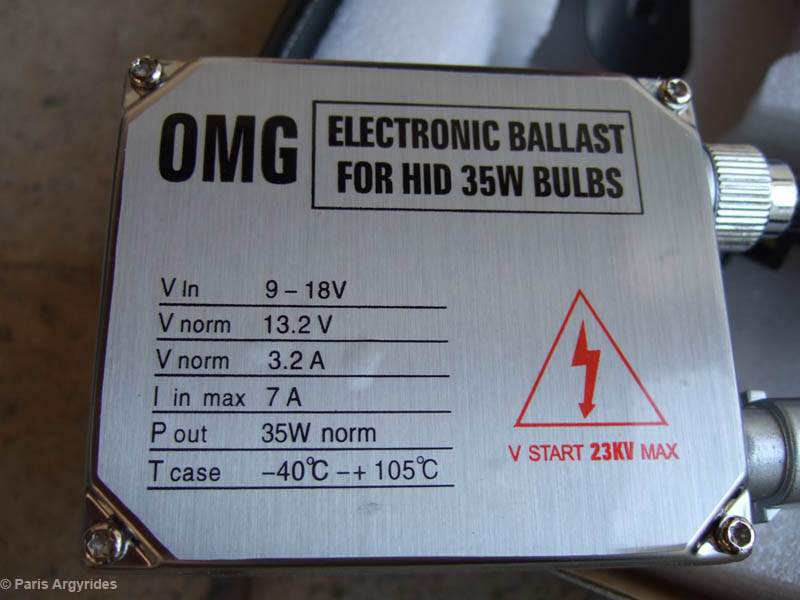 OMG
ELECTRONIC BALLAST
FOR HID 35W BULBS
V In 9 – 18V
V norm 13.2 V
V norm 3.2 A
I in max 7 A
P out 35W norm
T case –40℃ –+ 105℃
V START 23KV MAX
© Paris Argyrides